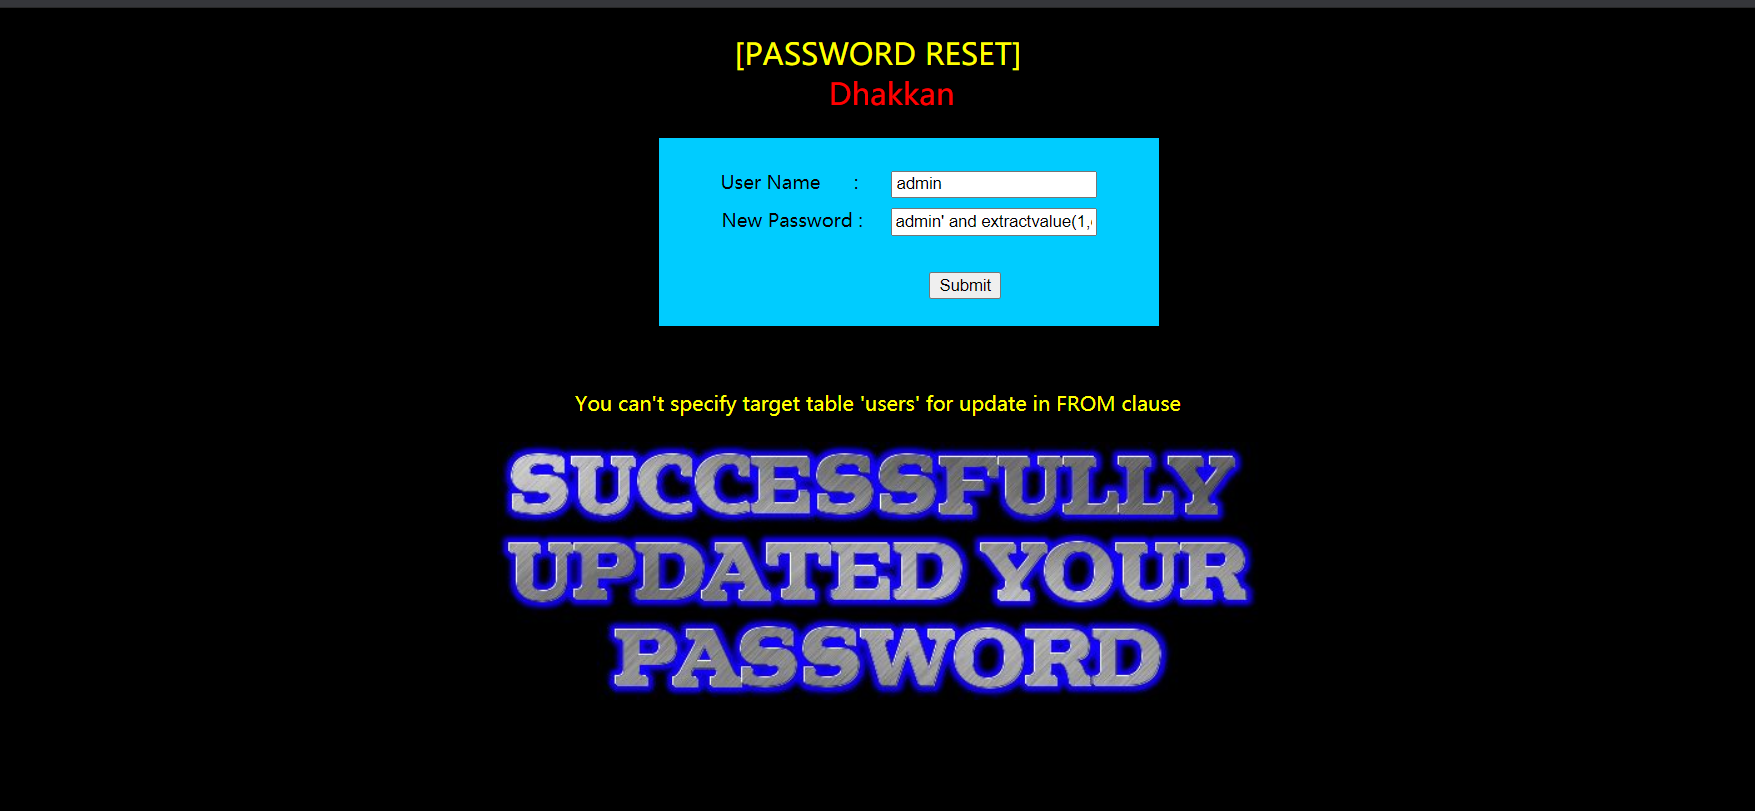 [PASSWORD RESET]
Dhakkan
User Name : admin
New Password : admin' and extractvalue(1,
Submit
You can't specify target table 'users' for update in FROM clause
SUCCESSFULLY
UPDATED YOUR
PASSWORD